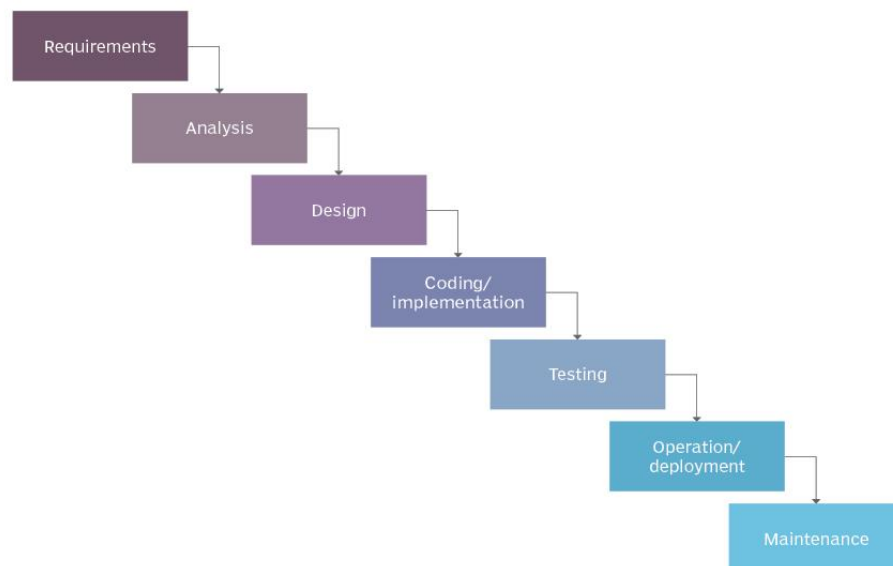 Requirements
Analysis
Design
Coding/
implementation
Testing
Operation/
deployment
Maintenance